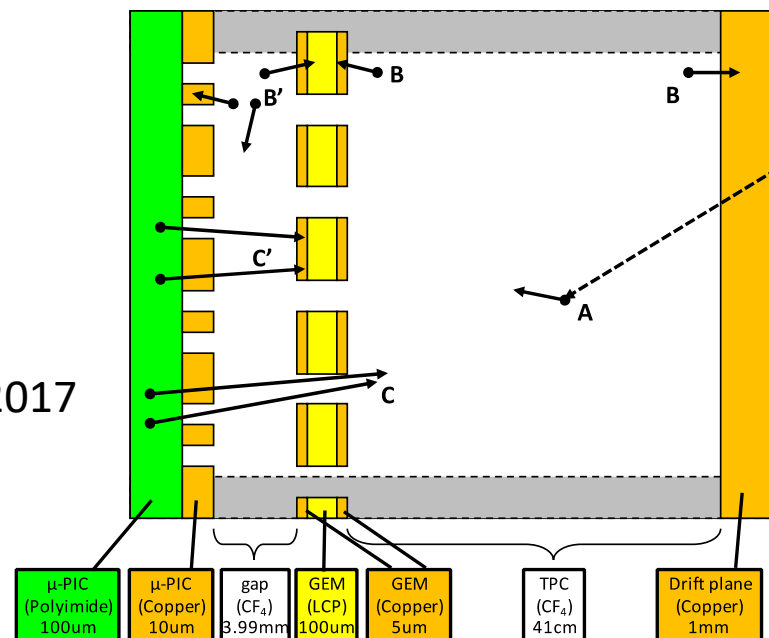 B
B
B'
C'
A
2017
C
μ-PIC
(Polyimide)
100um
μ-PIC
(Copper)
10um
gap
(CF₄)
3.99mm
GEM
(LCP)
100um
GEM
(Copper)
5um
TPC
(CF₄)
41cm
Drift plane
(Copper)
1mm